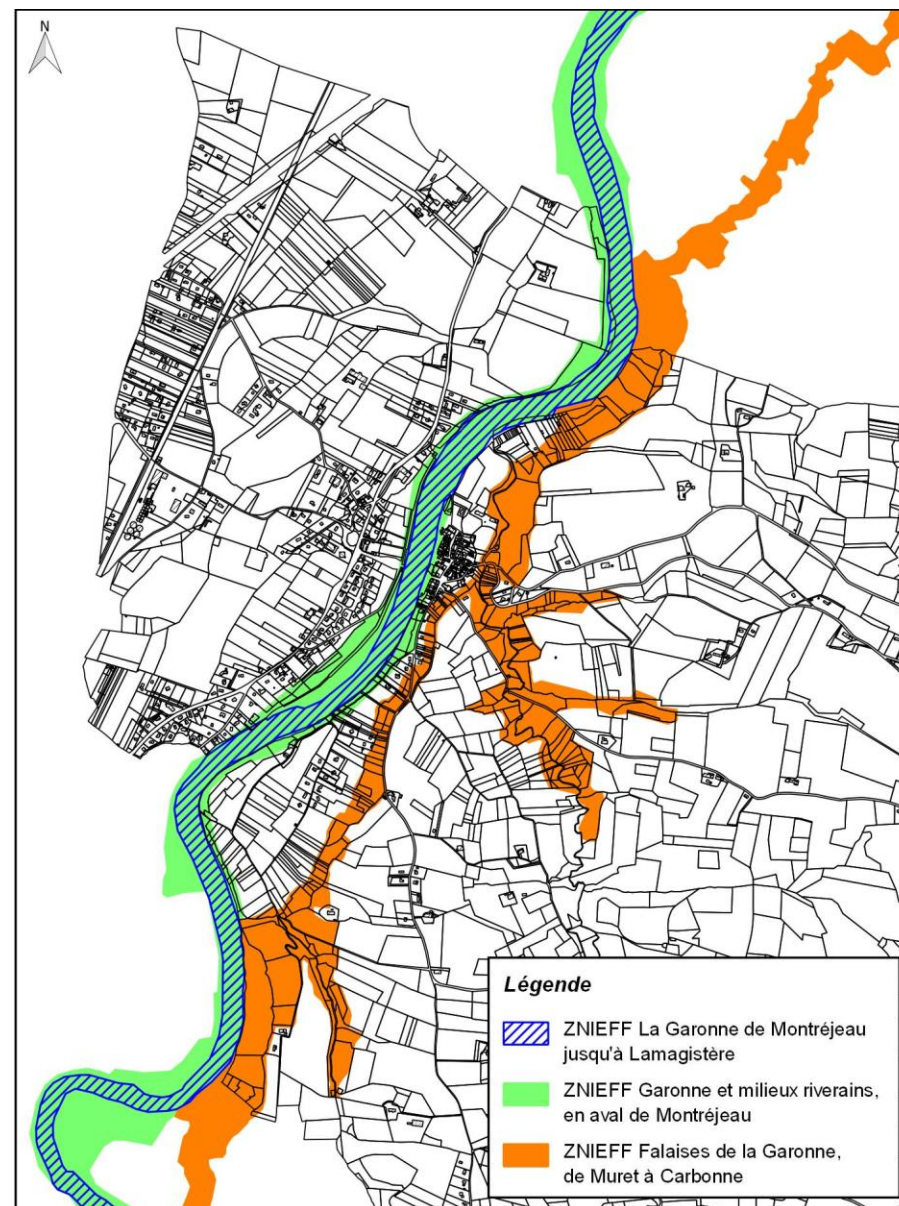 N
Légende
ZNIEFF La Garonne de Montréjeau
jusqu'à Lamagistère
ZNIEFF Garonne et milieux riverains,
en aval de Montréjeau
ZNIEFF Falaises de la Garonne,
de Muret à Carbonne